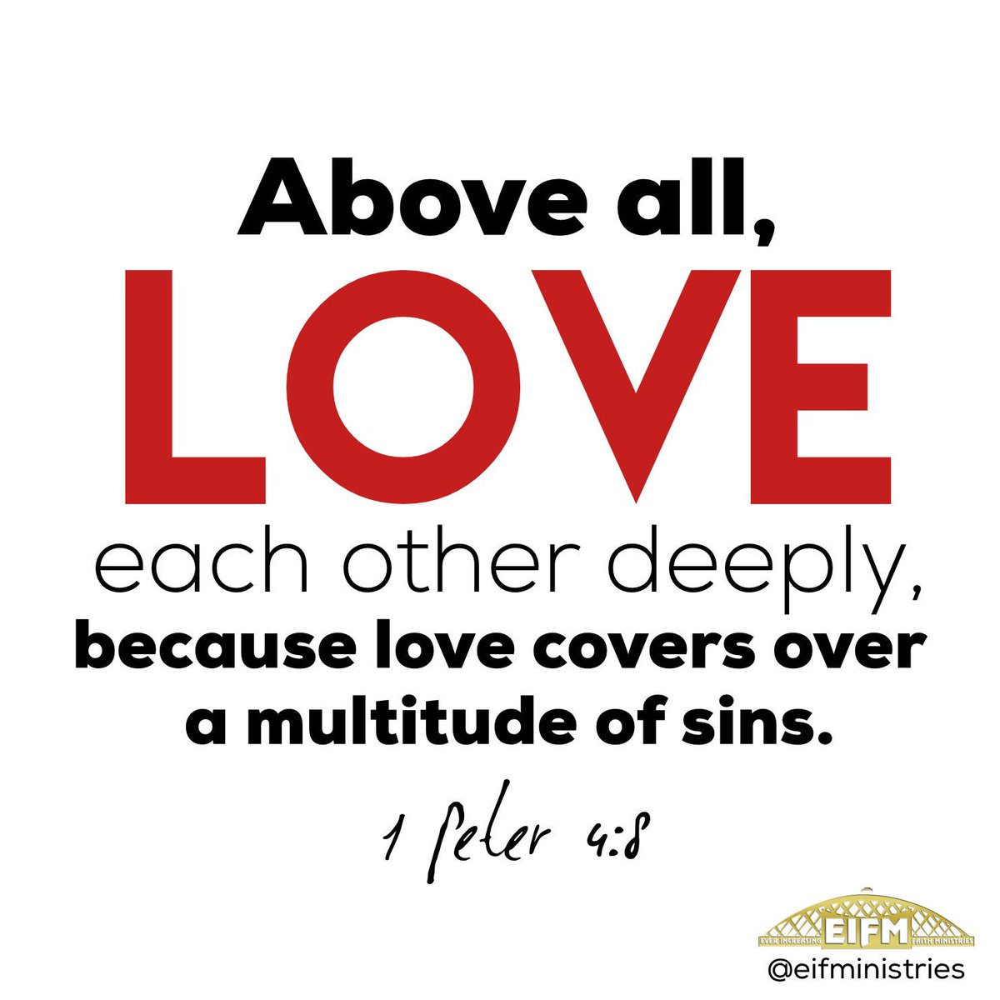 Above all,
LOVE
each other deeply,
because love covers over
a multitude of sins.
1 Peter 4:8
EVER INCREASING EIFM FAITH MINISTRIES
@eifministries